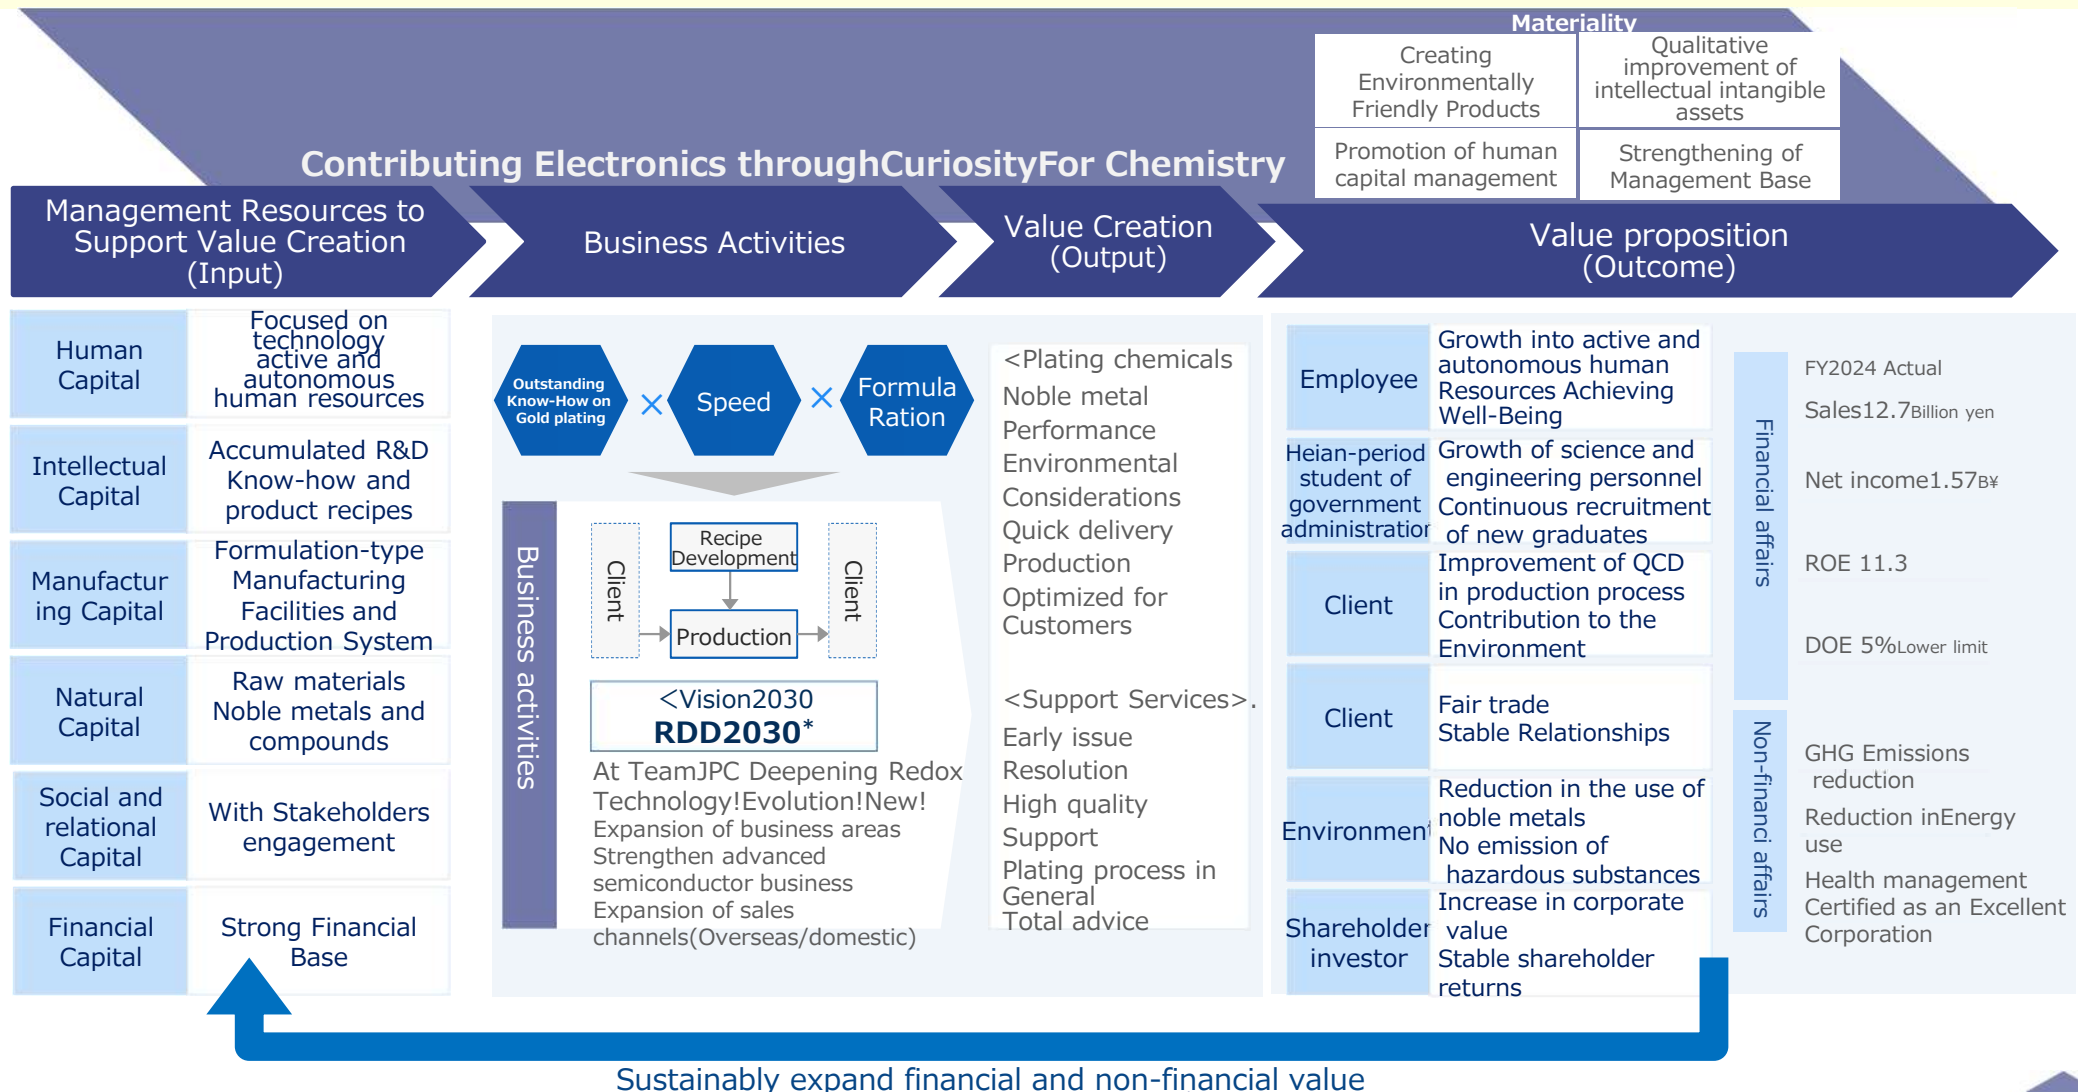 Materiality
Creating
Environmentally
Friendly Products
Qualitative
improvement of
intellectual intangible
assets
Promotion of human
capital management
Strengthening of
Management Base
Contributing Electronics throughCuriosityFor Chemistry
Management Resources to
Support Value Creation
(Input)
Business Activities
Value Creation
(Output)
Value proposition
(Outcome)
Human
Capital
Focused on
technology
active and
autonomous
human resources
Intellectual
Capital
Accumulated R&D
Know-how and
product recipes
Manufactur
ing Capital
Formulation-type
Manufacturing
Facilities and
Production System
Natural
Capital
Raw materials
Noble metals and
compounds
Social and
relational
Capital
With Stakeholders
engagement
Financial
Capital
Strong Financial
Base
Outstanding
Know-How on
Gold plating
×
Speed
×
Formula
Ration
Business activities
Client
Recipe
Development
Production
Client
<Vision2030
RDD2030*
At TeamJPC Deepening Redox
Technology!Evolution!New!
Expansion of business areas
Strengthen advanced
semiconductor business
Expansion of sales
channels(Overseas/domestic)
<Plating chemicals
Noble metal
Performance
Environmental
Considerations
Quick delivery
Production
Optimized for
Customers
<Support Services>.
Early issue
Resolution
High quality
Support
Plating process in
General
Total advice
Employee
Growth into active and
autonomous human
Resources Achieving
Well-Being
Heian-period
student of
government
administration
Growth of science and
engineering personnel
Continuous recruitment
of new graduates
Client
Improvement of QCD
in production process
Contribution to the
Environment
Client
Fair trade
Stable Relationships
Environment
Reduction in the use of
noble metals
No emission of
hazardous substances
Shareholder
investor
Increase in corporate
value
Stable shareholder
returns
Financial affairs
FY2024 Actual
Sales12.7Billion yen
Net income1.57B¥
ROE 11.3
DOE 5%Lower limit
Non-financi affairs
GHG Emissions
reduction
Reduction inEnergy
use
Health management
Certified as an Excellent
Corporation
Sustainably expand financial and non-financial value